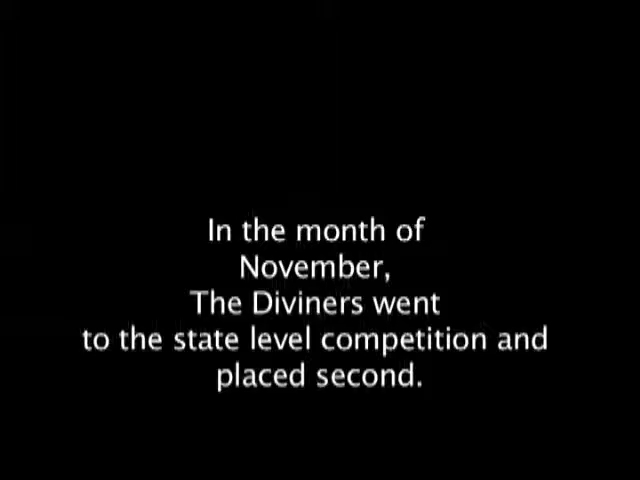 In the month of
November,
The Diviners went
to the state level competition and
placed second.